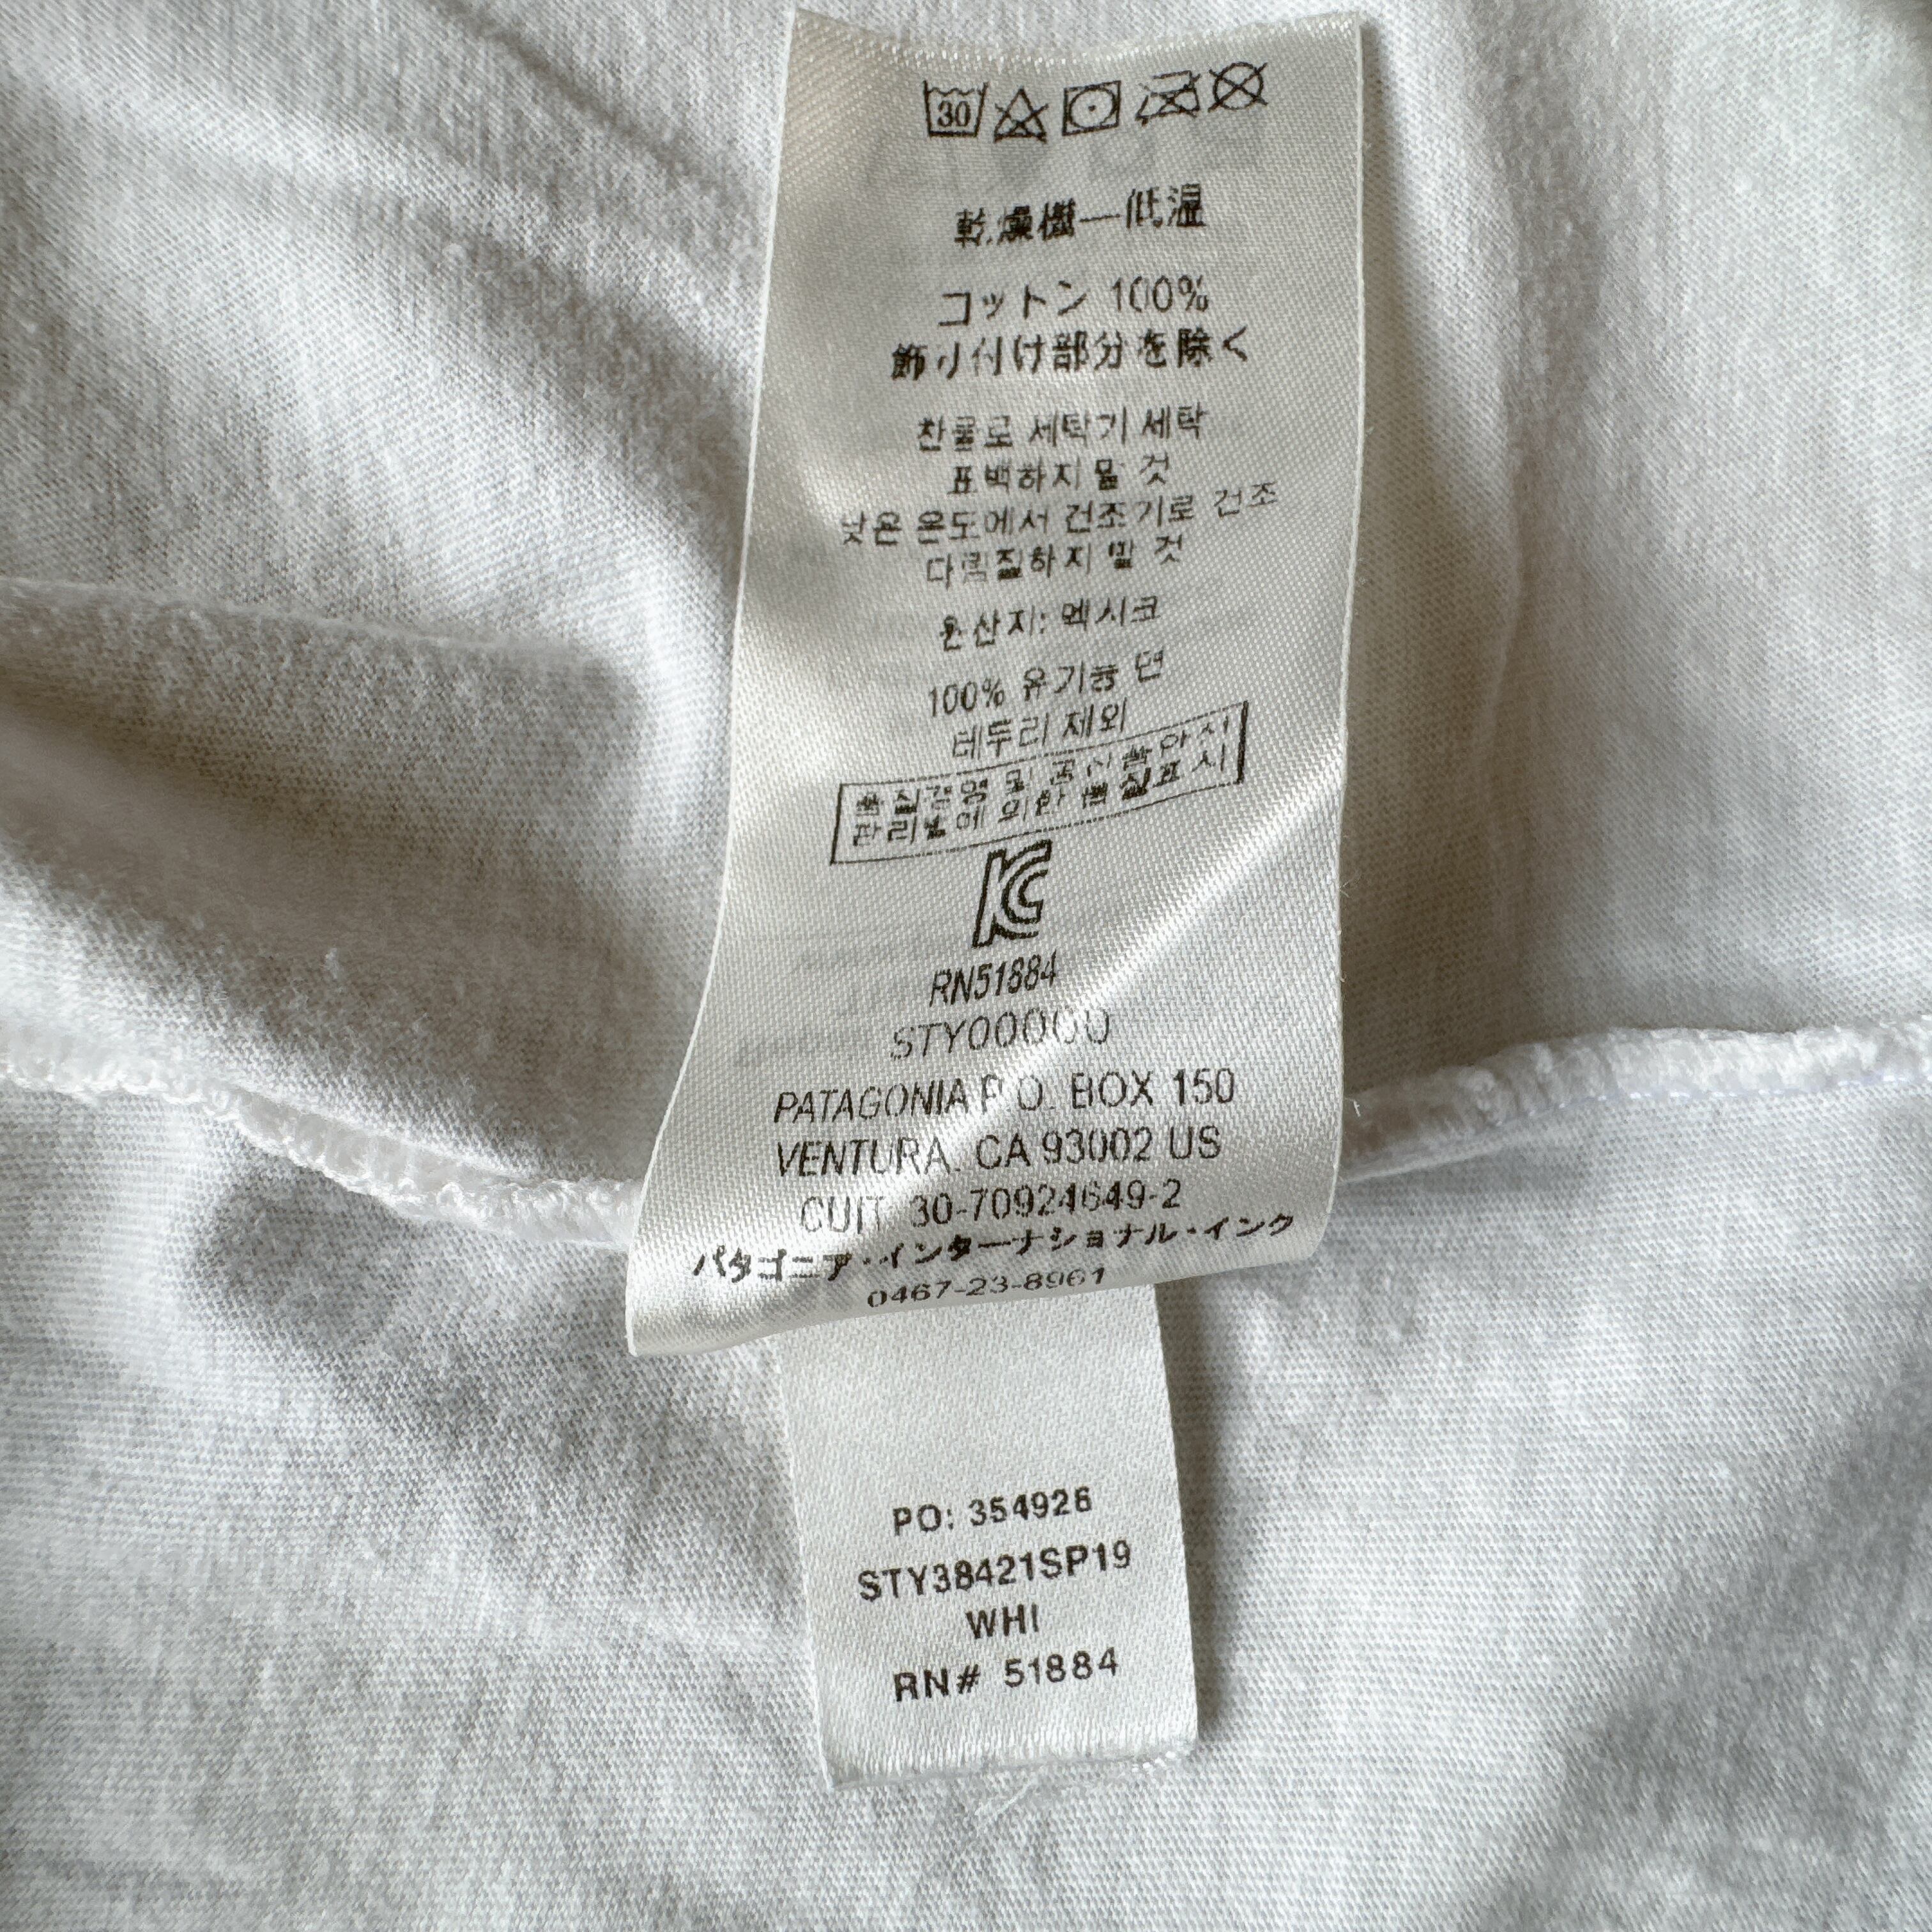 30
乾燥機—低温
コットン 100%
飾り付け部分を除く
찬물로 세탁기 세탁
표백하지 말 것
낮은 온도에서 건조기로 건조
다림질하지 말 것
원산지: 멕시코
100% 유기농 면
테두리 제외
품질경영 및 공산품안전
관리법에 의한 품질표시
KC
RN51884
STY00000
PATAGONIA P.O. BOX 150
VENTURA, CA 93002 US
CUIT 30-70924649-2
パタゴニア・インターナショナル・インク
0467-23-8961
PO: 354926
STY38421SP19
WHI
RN# 51884